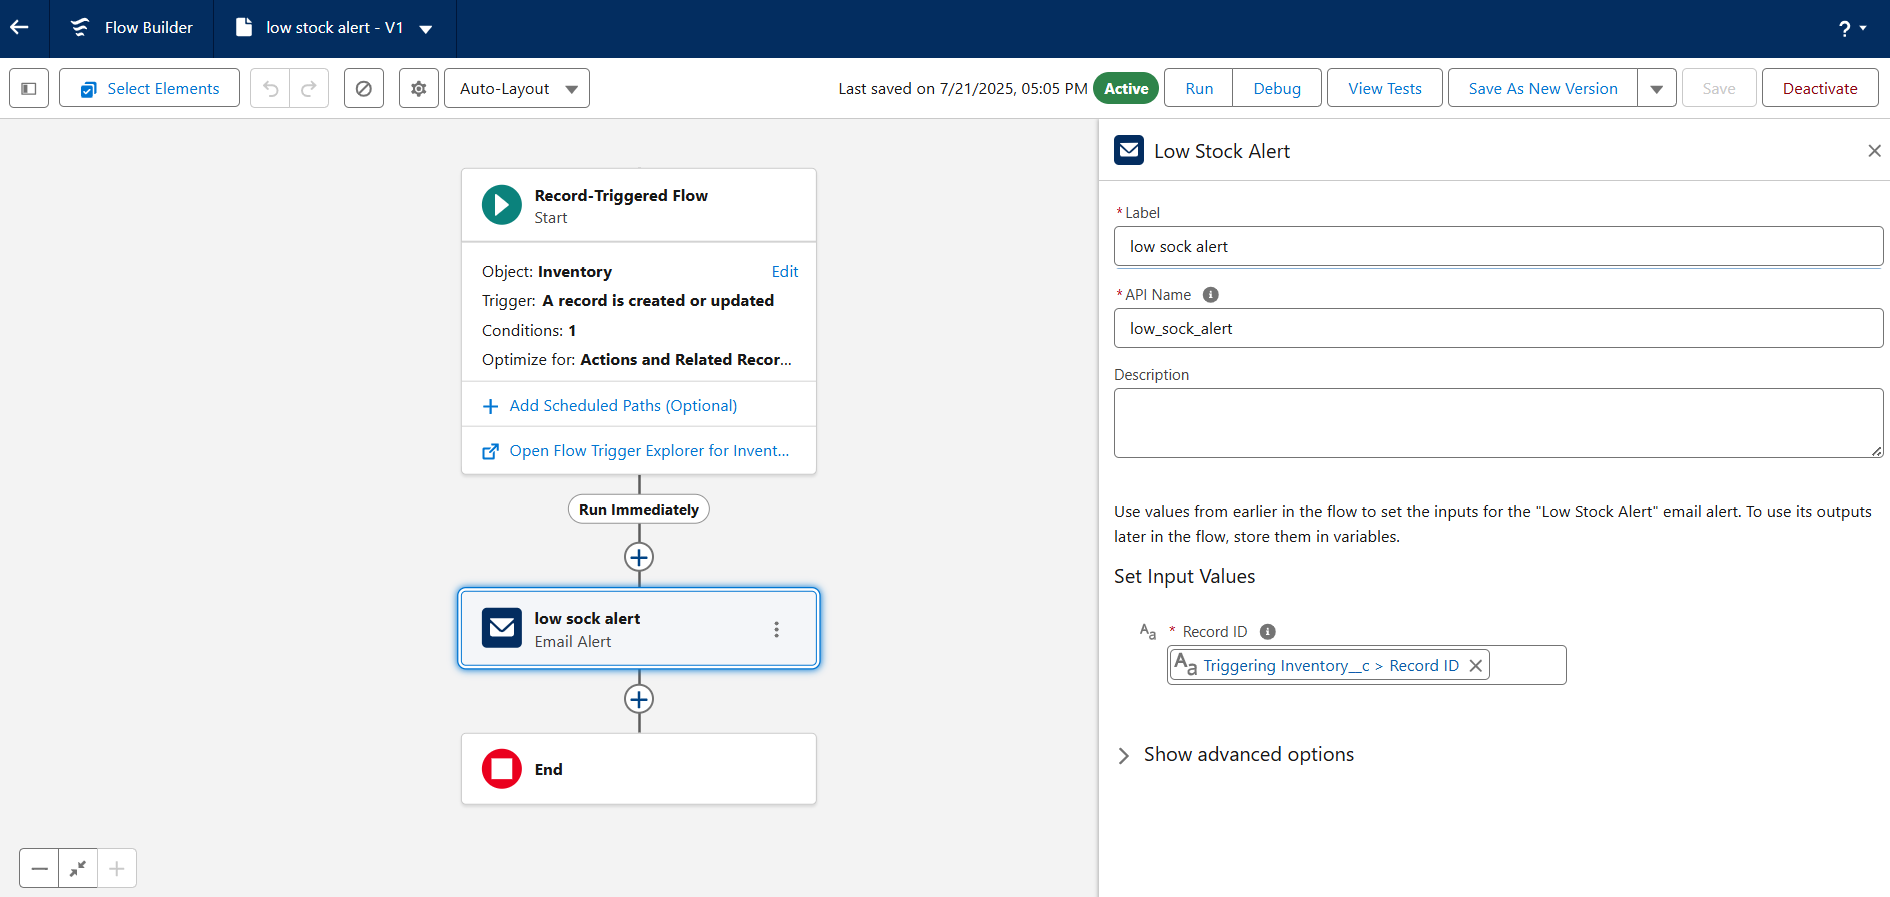 Flow Builder
low stock alert - V1
?
Select Elements
Auto-Layout
Last saved on 7/21/2025, 05:05 PM
Active
Run
Debug
View Tests
Save As New Version
Save
Deactivate
Record-Triggered Flow
Start
Object: Inventory
Edit
Trigger: A record is created or updated
Conditions: 1
Optimize for: Actions and Related Recor...
Add Scheduled Paths (Optional)
Open Flow Trigger Explorer for Invent...
Run Immediately
low sock alert
Email Alert
End
Low Stock Alert
* Label
low sock alert
* API Name
low_sock_alert
Description
Use values from earlier in the flow to set the inputs for the "Low Stock Alert" email alert. To use its outputs
later in the flow, store them in variables.
Set Input Values
Aa * Record ID
Aa Triggering Inventory__c > Record ID
Show advanced options